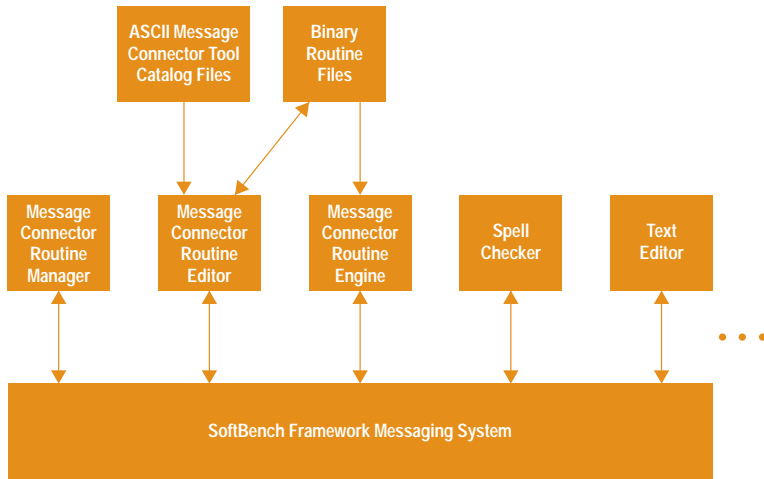 ASCII Message
Connector Tool
Catalog Files
Binary
Routine
Files
Message
Connector
Routine
Manager
Message
Connector
Routine
Editor
Message
Connector
Routine
Engine
Spell
Checker
Text
Editor
SoftBench Framework Messaging System